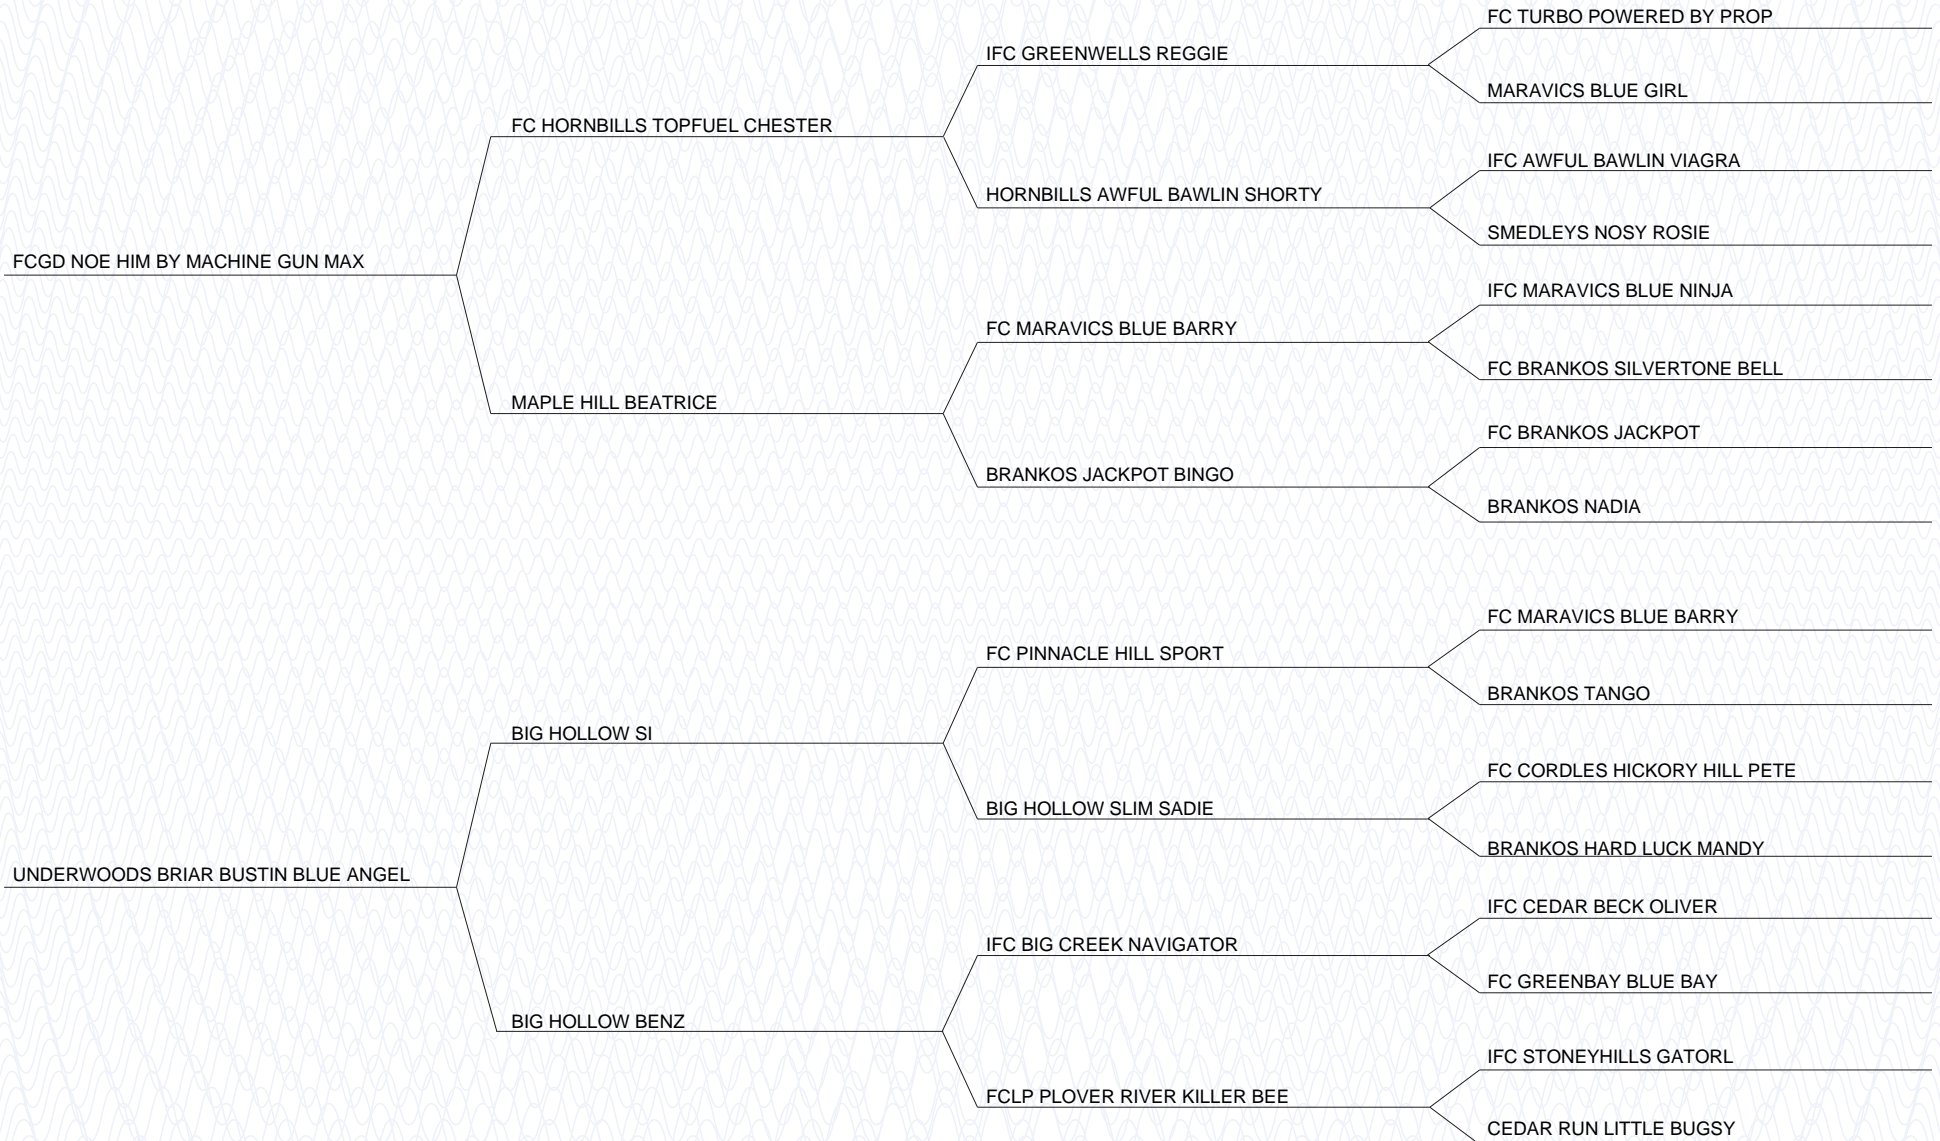 FC TURBO POWERED BY PROP
IFC GREENWELLS REGGIE
MARAVICS BLUE GIRL
FC HORNBILLS TOPFUEL CHESTER
IFC AWFUL BAWLIN VIAGRA
HORNBILLS AWFUL BAWLIN SHORTY
SMEDLEYS NOSY ROSIE
FCGD NOE HIM BY MACHINE GUN MAX
IFC MARAVICS BLUE NINJA
FC MARAVICS BLUE BARRY
FC BRANKOS SILVERTONE BELL
MAPLE HILL BEATRICE
FC BRANKOS JACKPOT
BRANKOS JACKPOT BINGO
BRANKOS NADIA
FC MARAVICS BLUE BARRY
FC PINNACLE HILL SPORT
BRANKOS TANGO
BIG HOLLOW SI
FC CORDLES HICKORY HILL PETE
BIG HOLLOW SLIM SADIE
BRANKOS HARD LUCK MANDY
UNDERWOODS BRIAR BUSTIN BLUE ANGEL
IFC CEDAR BECK OLIVER
IFC BIG CREEK NAVIGATOR
FC GREENBAY BLUE BAY
BIG HOLLOW BENZ
IFC STONEYHILLS GATORL
FCLP PLOVER RIVER KILLER BEE
CEDAR RUN LITTLE BUGSY